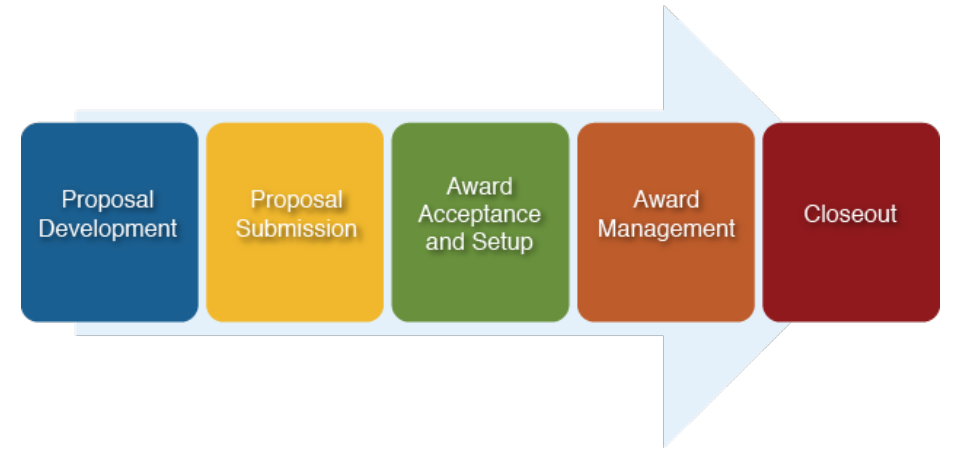 Proposal
Development
Proposal
Submission
Award
Acceptance
and Setup
Award
Management
Closeout